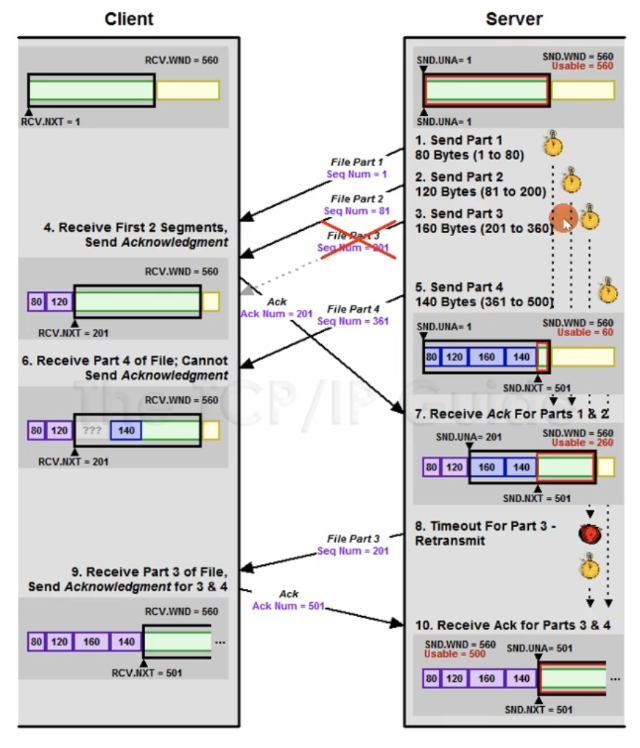 Client
RCV.WND = 560
RCV.NXT = 1
4. Receive First 2 Segments,
Send Acknowledgment
RCV.WND = 560
80 120
RCV.NXT = 201
6. Receive Part 4 of File; Cannot
Send Acknowledgment
RCV.WND = 560
80 120 ??? 140
RCV.NXT = 201
9. Receive Part 3 of File,
Send Acknowledgment for 3 & 4
RCV.WND = 560
80 120 160 140 ...
RCV.NXT = 501
File Part 1
Seq Num = 1
File Part 2
Seq Num = 81
File Part 3
Seq Num = 201
Ack
Ack Num = 201
File Part 4
Seq Num = 361
File Part 3
Seq Num = 201
Ack
Ack Num = 501
Server
SND.UNA= 1
SND.WND = 560
Usable = 560
SND.UNA= 1
1. Send Part 1
80 Bytes (1 to 80)
2. Send Part 2
120 Bytes (81 to 200)
3. Send Part 3
160 Bytes (201 to 360)
5. Send Part 4
140 Bytes (361 to 500)
SND.UNA= 1
SND.WND = 560
Usable = 60
80 120 160 140
SND.NXT = 501
7. Receive Ack For Parts 1 & 2
SND.UNA= 201
SND.WND = 560
Usable = 260
80 120 160 140
SND.NXT = 501
8. Timeout For Part 3 -
Retransmit
10. Receive Ack for Parts 3 & 4
SND.WND = 560
Usable = 500
SND.UNA= 501
80 120 160 140 ...
SND.NXT = 501
The TCP/IP Guide